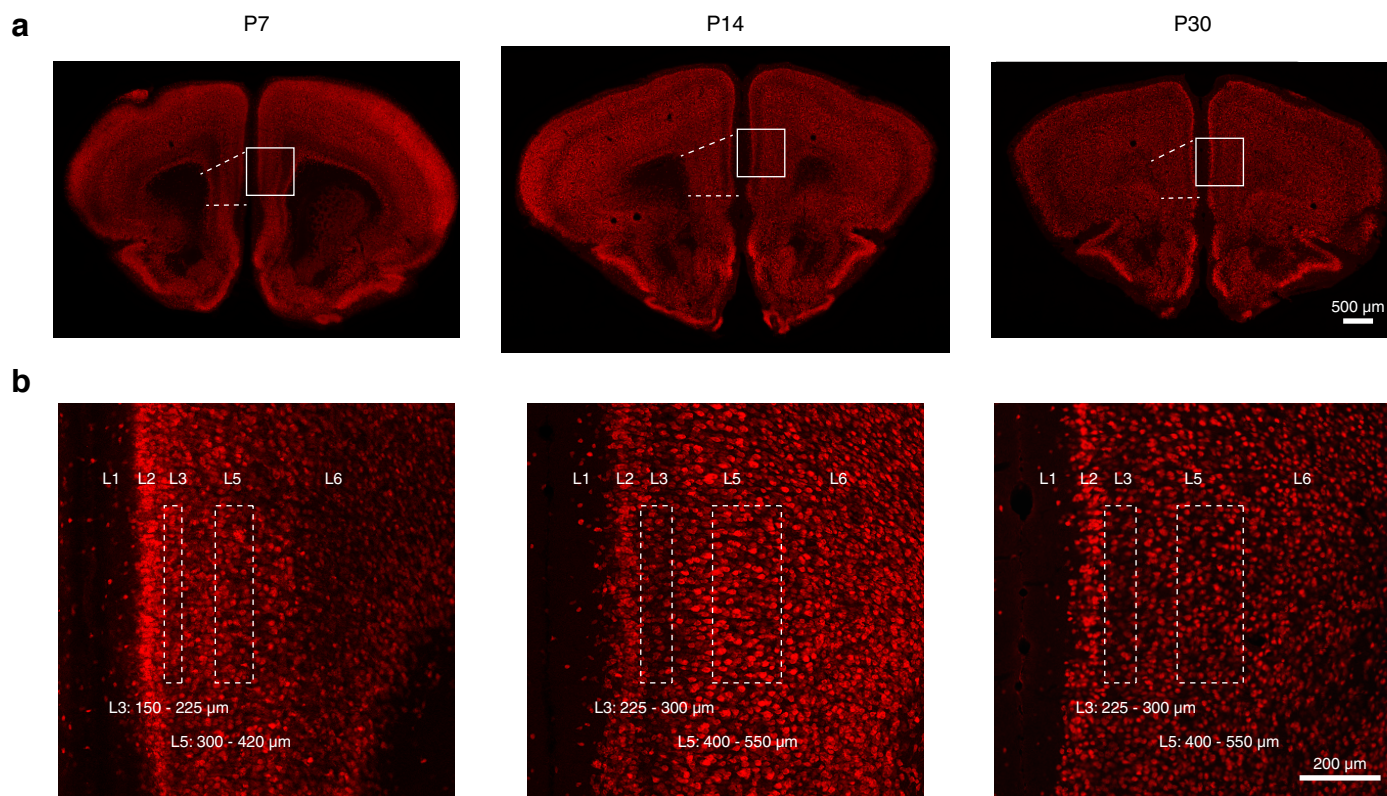 a
P7
P14
P30
500 µm
b
L1 L2 L3 L5 L6
L1 L2 L3 L5 L6
L1 L2 L3 L5 L6
L3: 150 - 225 µm
L5: 300 - 420 µm
L3: 225 - 300 µm
L5: 400 - 550 µm
L3: 225 - 300 µm
L5: 400 - 550 µm
200 µm